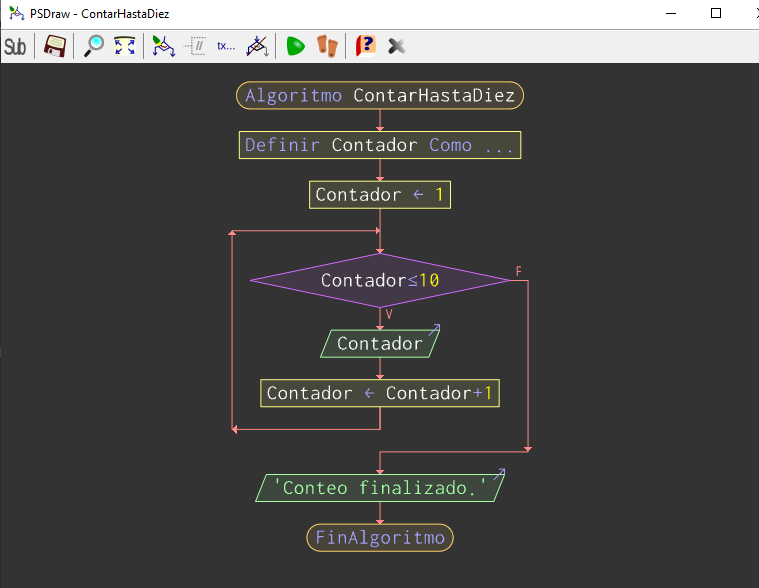 PSDraw - ContarHastaDiez
Sub tx...
Algoritmo ContarHastaDiez
Definir Contador Como ...
Contador ← 1
Contador≤10
F
V
Contador
Contador ← Contador+1
'Conteo finalizado.'
FinAlgoritmo